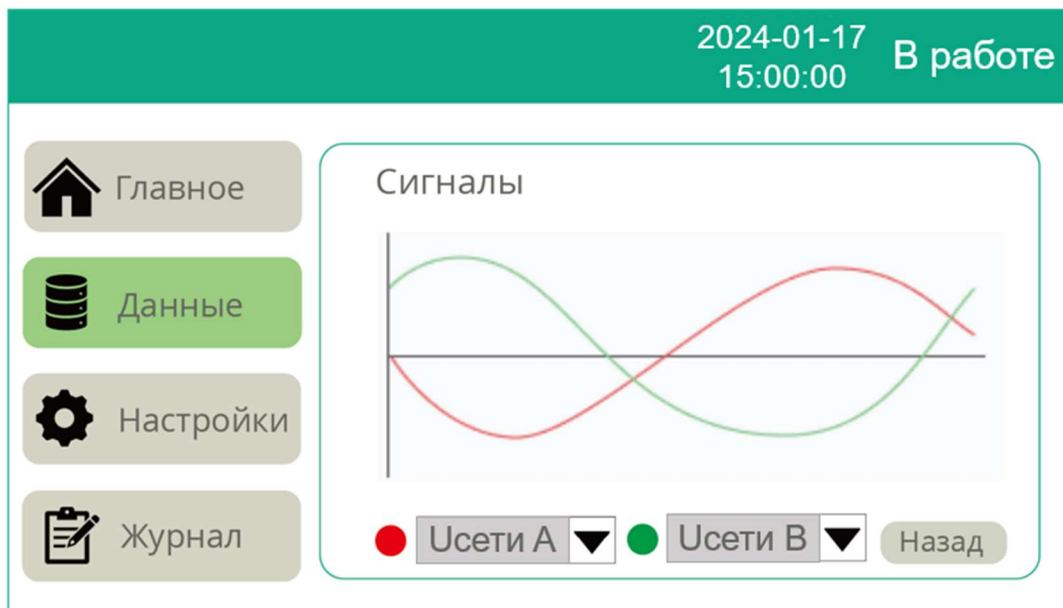 2024-01-17
15:00:00
В работе
Главное
Данные
Настройки
Журнал
Сигналы
Uсети A
Uсети B
Назад